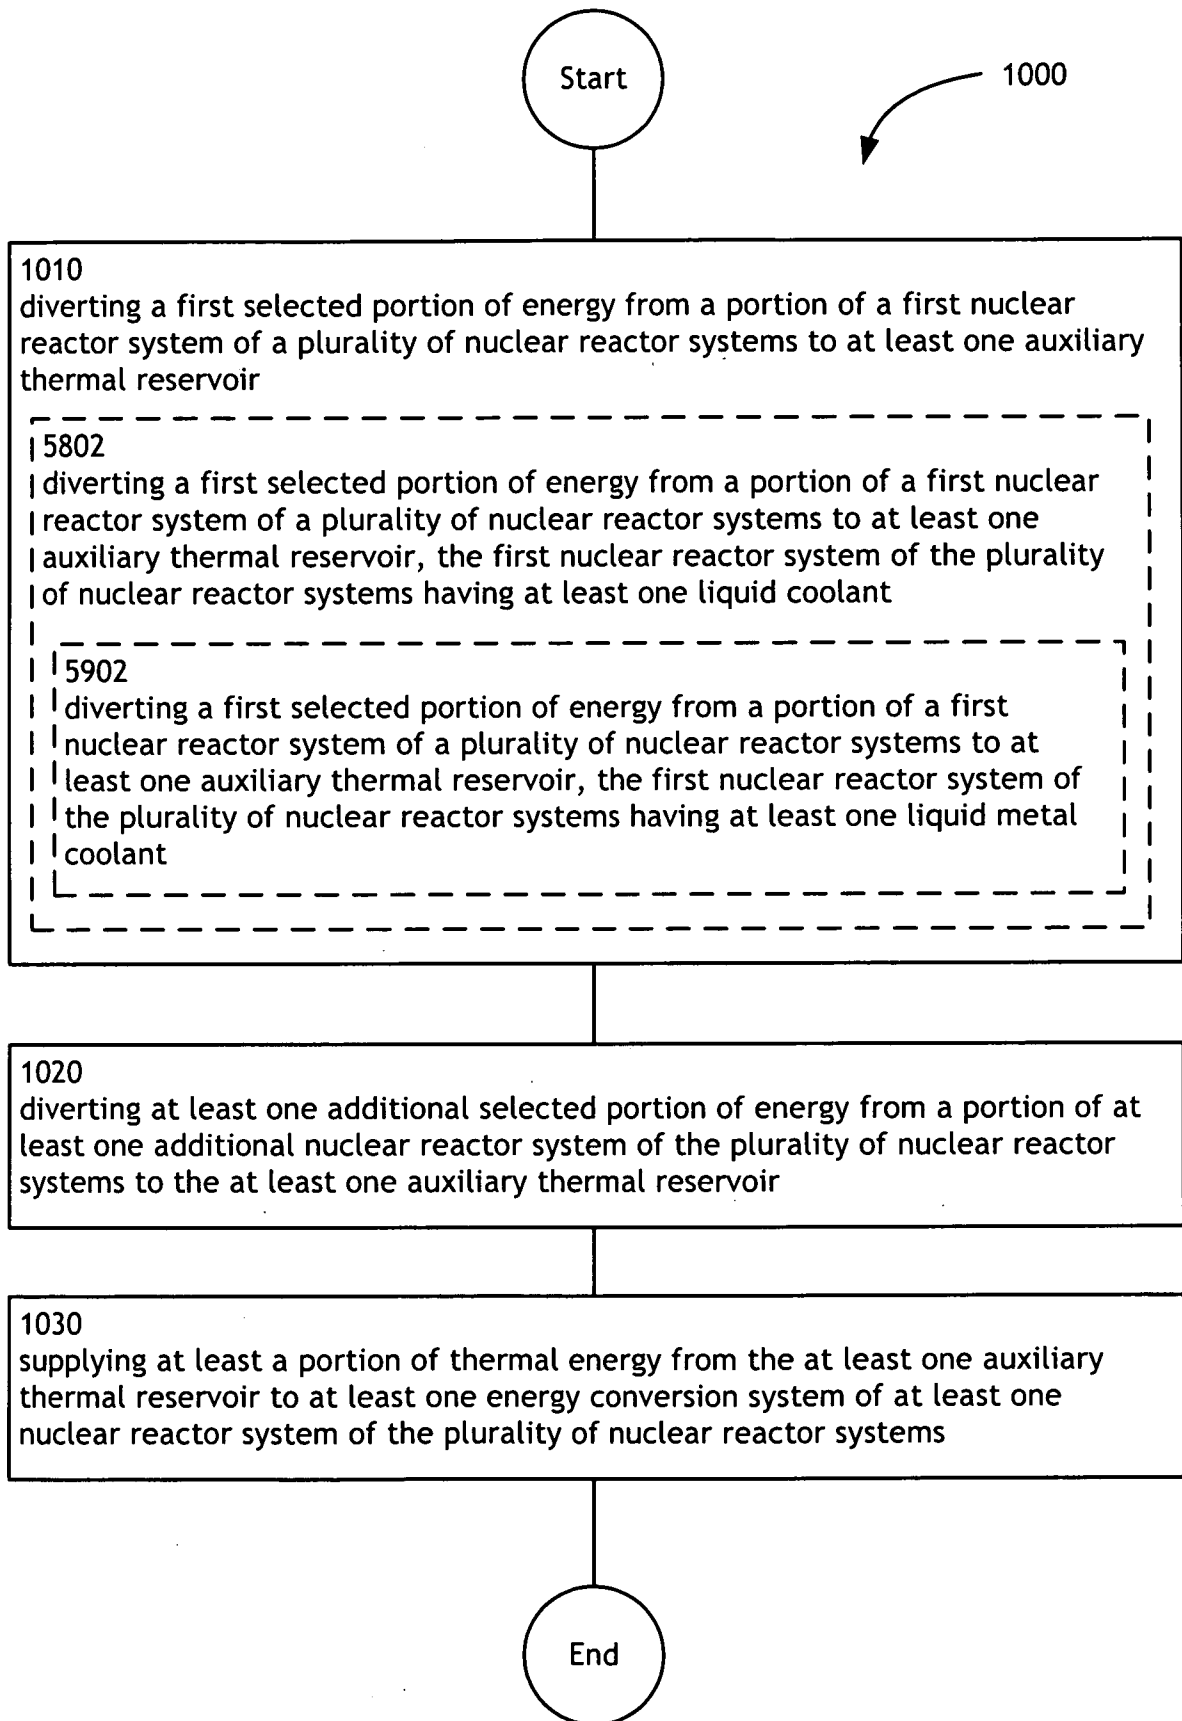 Start
1000
1010
diverting a first selected portion of energy from a portion of a first nuclear
reactor system of a plurality of nuclear reactor systems to at least one auxiliary
thermal reservoir
5802
diverting a first selected portion of energy from a portion of a first nuclear
reactor system of a plurality of nuclear reactor systems to at least one
auxiliary thermal reservoir, the first nuclear reactor system of the plurality
of nuclear reactor systems having at least one liquid coolant
5902
diverting a first selected portion of energy from a portion of a first
nuclear reactor system of a plurality of nuclear reactor systems to at
least one auxiliary thermal reservoir, the first nuclear reactor system of
the plurality of nuclear reactor systems having at least one liquid metal
coolant
1020
diverting at least one additional selected portion of energy from a portion of at
least one additional nuclear reactor system of the plurality of nuclear reactor
systems to the at least one auxiliary thermal reservoir
1030
supplying at least a portion of thermal energy from the at least one auxiliary
thermal reservoir to at least one energy conversion system of at least one
nuclear reactor system of the plurality of nuclear reactor systems
End